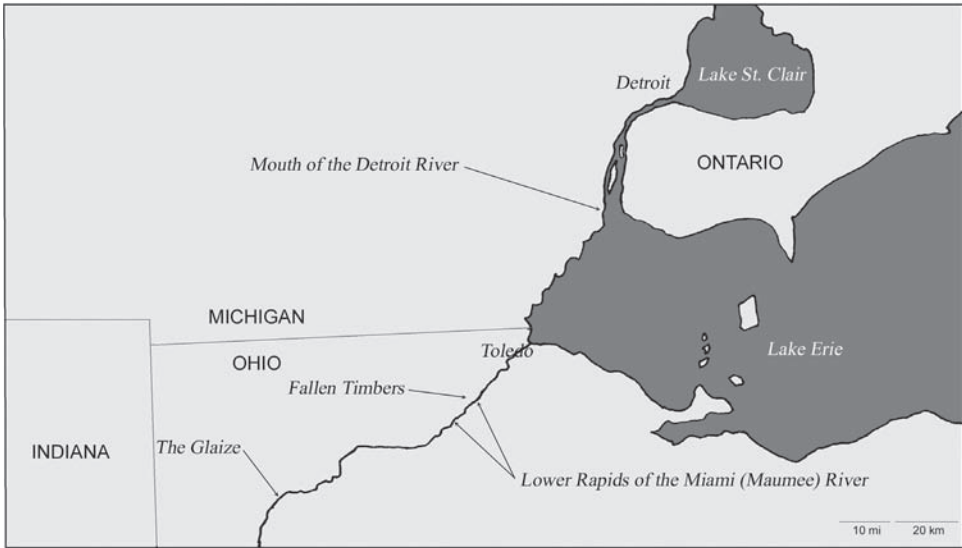 Lake St. Clair
Detroit
Mouth of the Detroit River
ONTARIO
MICHIGAN
OHIO
Toledo
Lake Erie
Fallen Timbers
INDIANA
The Glaize
Lower Rapids of the Miami (Maumee) River
10 mi
20 km